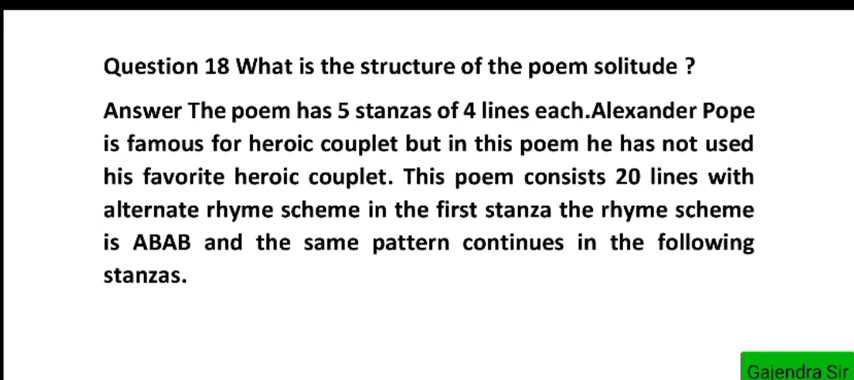 Question 18 What is the structure of the poem solitude ?
Answer The poem has 5 stanzas of 4 lines each.Alexander Pope
is famous for heroic couplet but in this poem he has not used
his favorite heroic couplet. This poem consists 20 lines with
alternate rhyme scheme in the first stanza the rhyme scheme
is ABAB and the same pattern continues in the following
stanzas.
Gajendra Sir